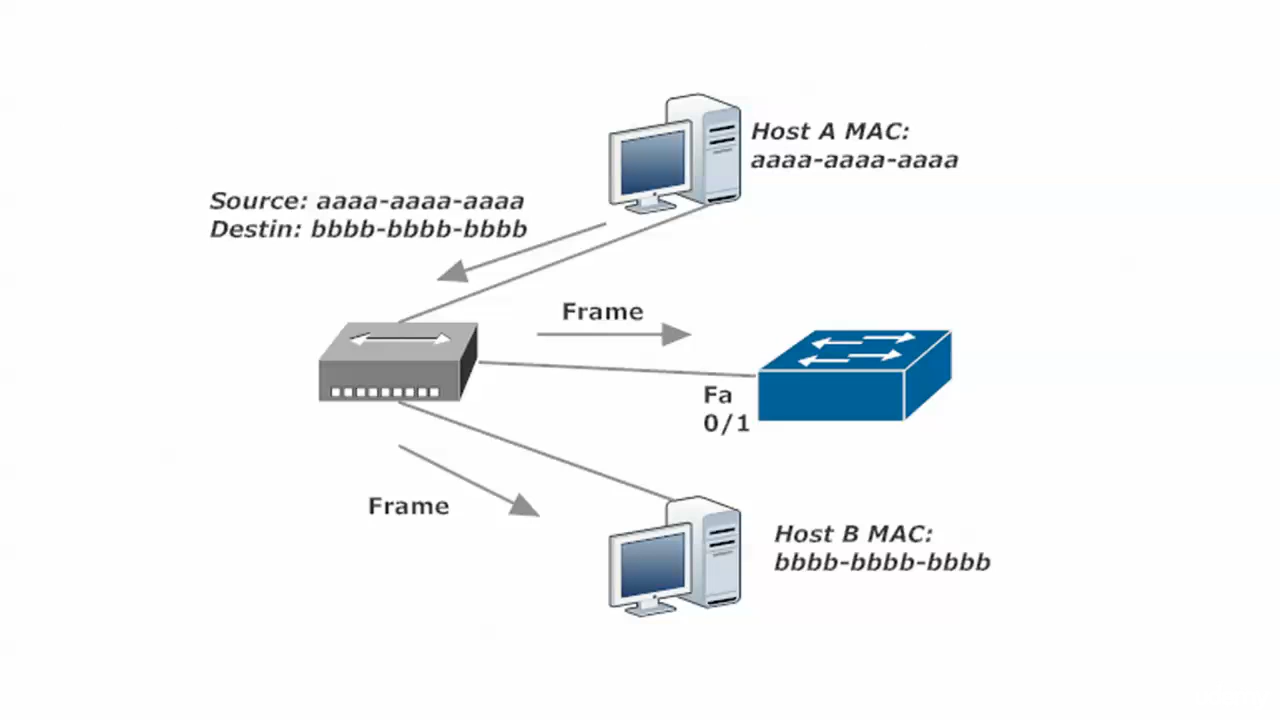 Host A MAC:
aaaa-aaaa-aaaa
Source: aaaa-aaaa-aaaa
Destin: bbbb-bbbb-bbbb
Frame
Fa
0/1
Frame
Host B MAC:
bbbb-bbbb-bbbb